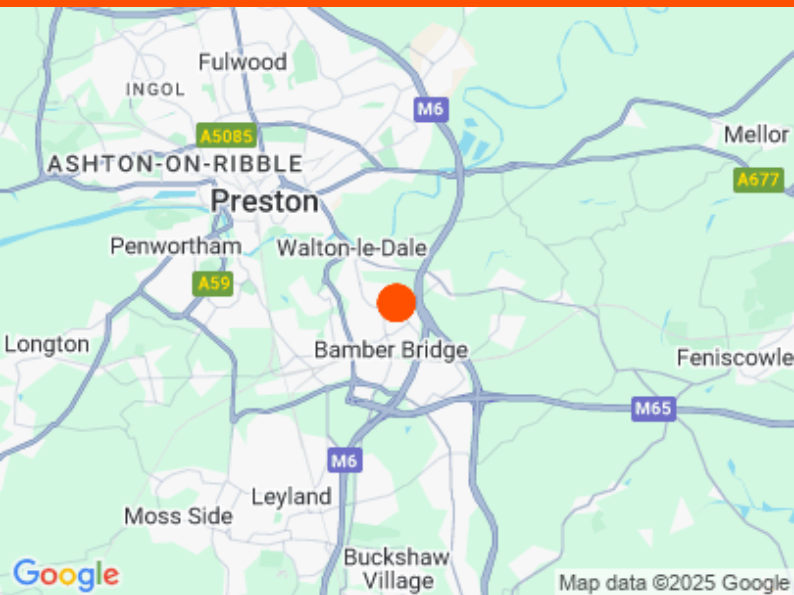 Fulwood
INGOL
M6
A5085
Mellor
ASHTON-ON-RIBBLE
A677
Preston
Penwortham
Walton-le-Dale
A59
Longton
Bamber Bridge
Feniscowle
M65
M6
Leyland
Moss Side
Buckshaw
Village
Google
Map data ©2025 Google